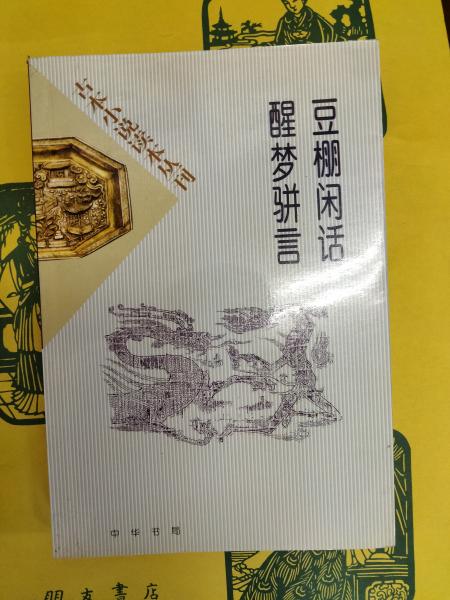 古本小说读本丛刊
豆棚闲话
醒梦骈言
中华书局
朋友書店